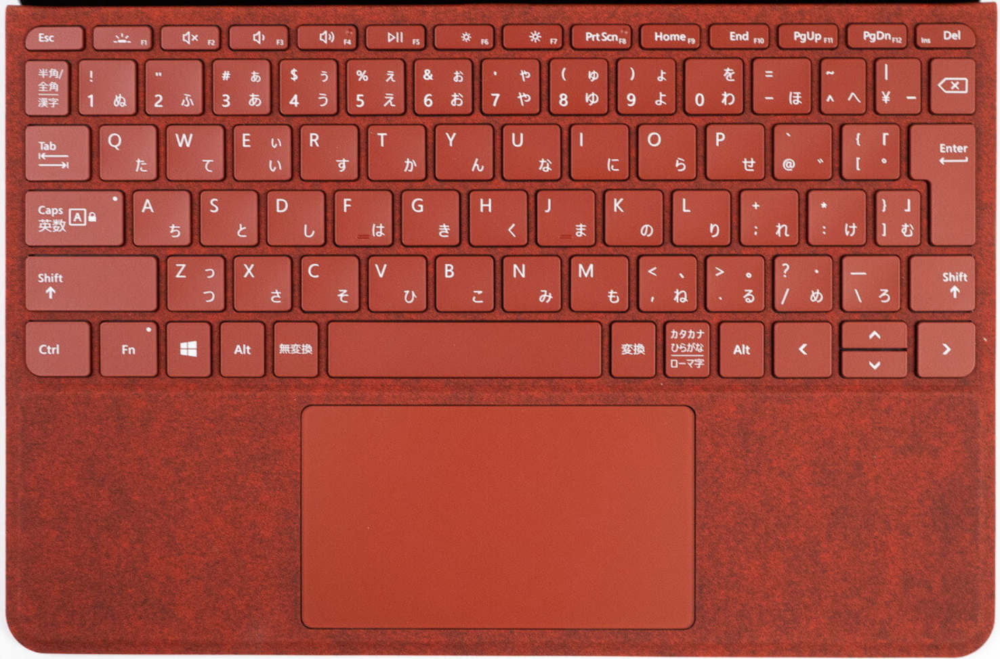 Esc F1 F2 F3 F4 F5 F6 F7 PrtScn F8 Home F9 End F10 PgUp F11 PgDn F12 Ins Del
半角/ 全角 漢字 ! 1 ぬ " 2 ふ # ぁ 3 あ $ ぅ 4 う % ぇ 5 え & ぉ 6 お ' ゃ 7 や ( ゅ 8 ゆ ) ょ 9 よ を 0 わ = - ほ ~ ^ へ | ¥ ー
Tab Q た W て E ぃ い R す T か Y ん U な I に O ら P せ ` @ ゛ { 「 [ ゜ Enter
Caps 英数 A A ち S と D し F は G き H く J ま K の L り + ; れ * : け } 」 ] む
Shift Z っ つ X さ C そ V ひ B こ N み M も < 、 , ね > 。 . る ? ・ / め _ \ ろ Shift
Ctrl Fn Alt 無変換 変換 カタカナ ひらがな ローマ字 Alt